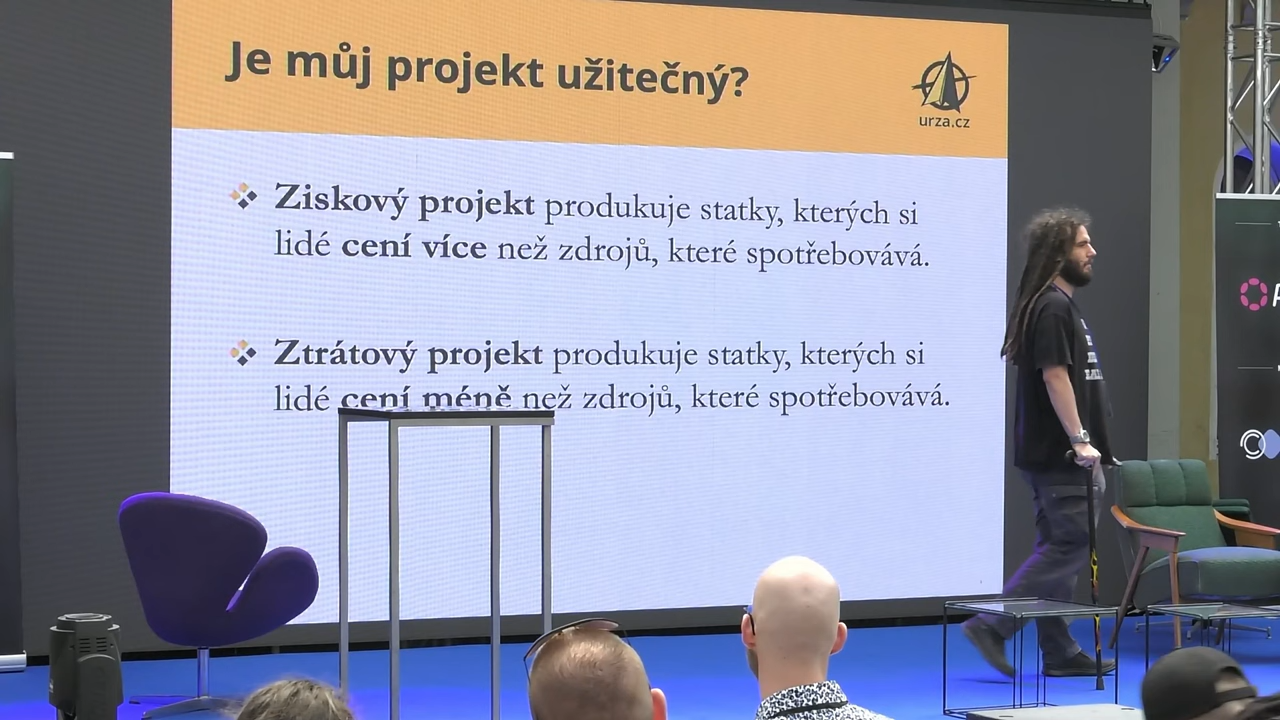 Je můj projekt užitečný?
urza.cz
Ziskový projekt produkuje statky, kterých si
lidé cení více než zdrojů, které spotřebovává.
Ztrátový projekt produkuje statky, kterých si
lidé cení méně než zdrojů, které spotřebovává.